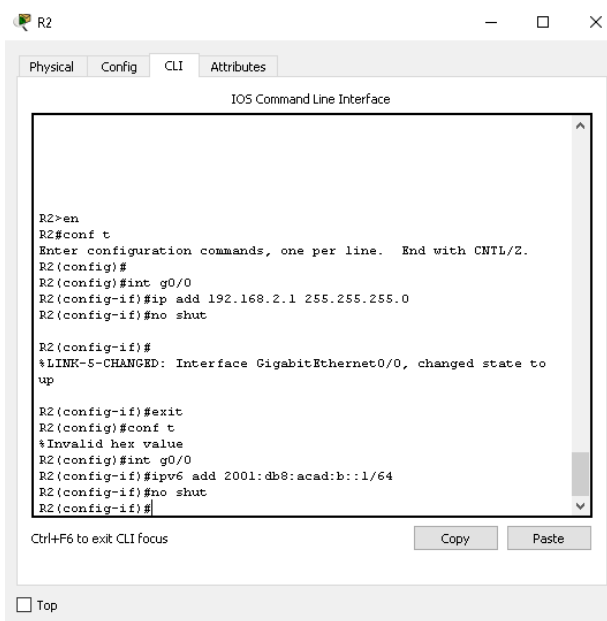 R2
Physical Config CLI Attributes
IOS Command Line Interface
R2>en
R2#conf t
Enter configuration commands, one per line.  End with CNTL/Z.
R2(config)#
R2(config)#int g0/0
R2(config-if)#ip add 192.168.2.1 255.255.255.0
R2(config-if)#no shut
R2(config-if)#
%LINK-5-CHANGED: Interface GigabitEthernet0/0, changed state to
up
R2(config-if)#exit
R2(config)#conf t
%Invalid hex value
R2(config)#int g0/0
R2(config-if)#ipv6 add 2001:db8:acad:b::1/64
R2(config-if)#no shut
R2(config-if)#
Ctrl+F6 to exit CLI focus Copy Paste
Top